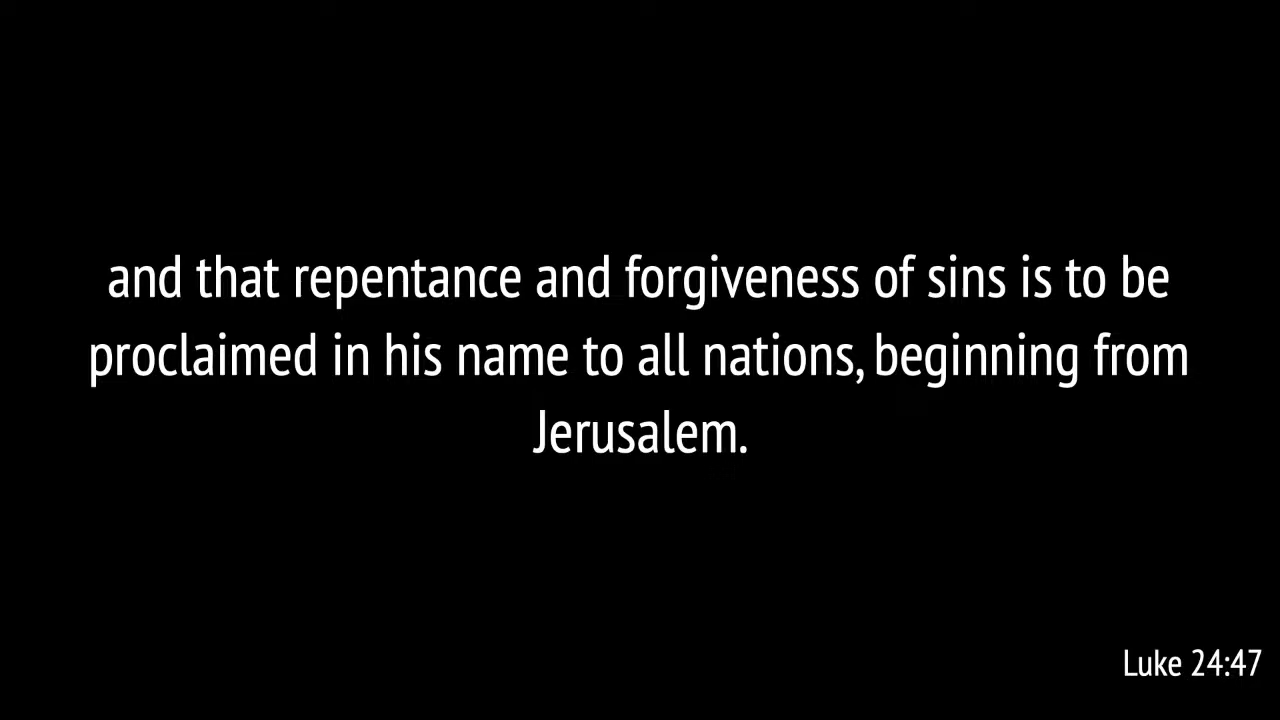 and that repentance and forgiveness of sins is to be
proclaimed in his name to all nations, beginning from
Jerusalem.
Luke 24:47